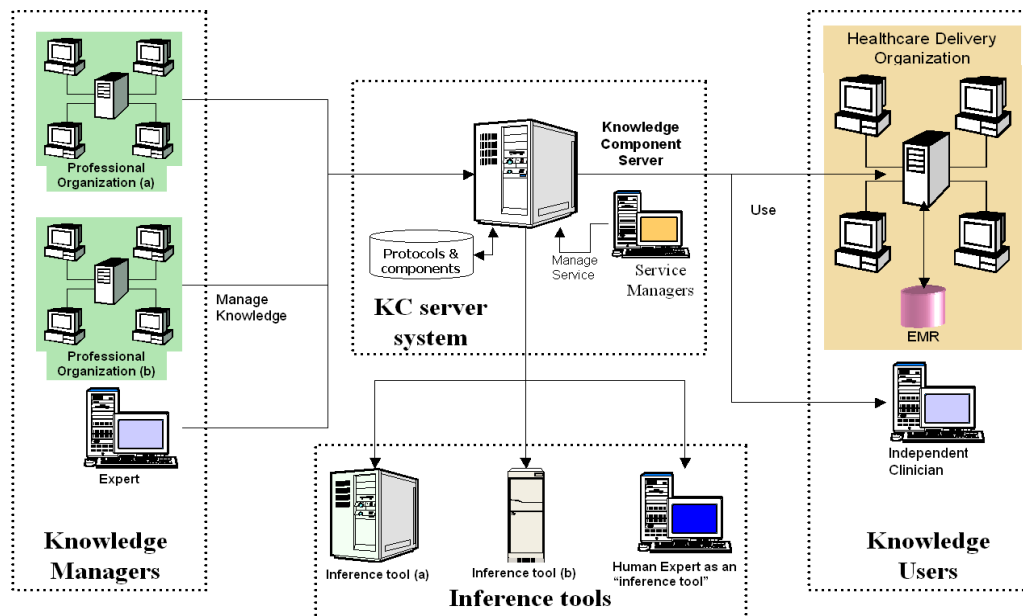 Professional
Organization (a)
Professional
Organization (b)
Expert
Knowledge
Managers
Manage
Knowledge
Knowledge
Component
Server
Protocols &
components
Manage
Service
Service
Managers
KC server
system
Use
Inference tool (a)
Inference tool (b)
Human Expert as an
“inference tool”
Inference tools
Healthcare Delivery
Organization
EMR
Independent
Clinician
Knowledge
Users